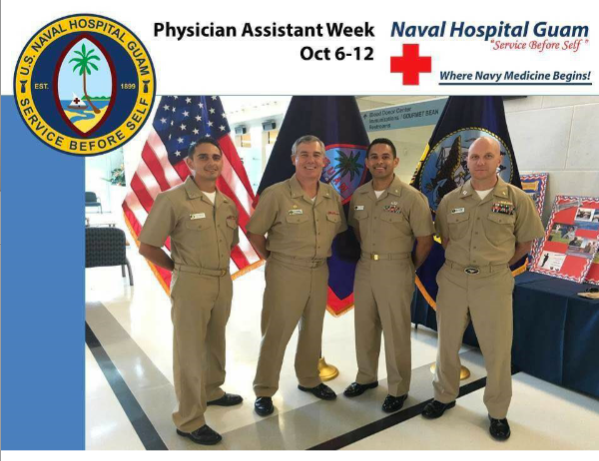 Physician Assistant Week
Oct 6-12
Naval Hospital Guam
"Service Before Self"
Where Navy Medicine Begins!
U.S. NAVAL HOSPITAL GUAM
EST. 1899
SERVICE BEFORE SELF